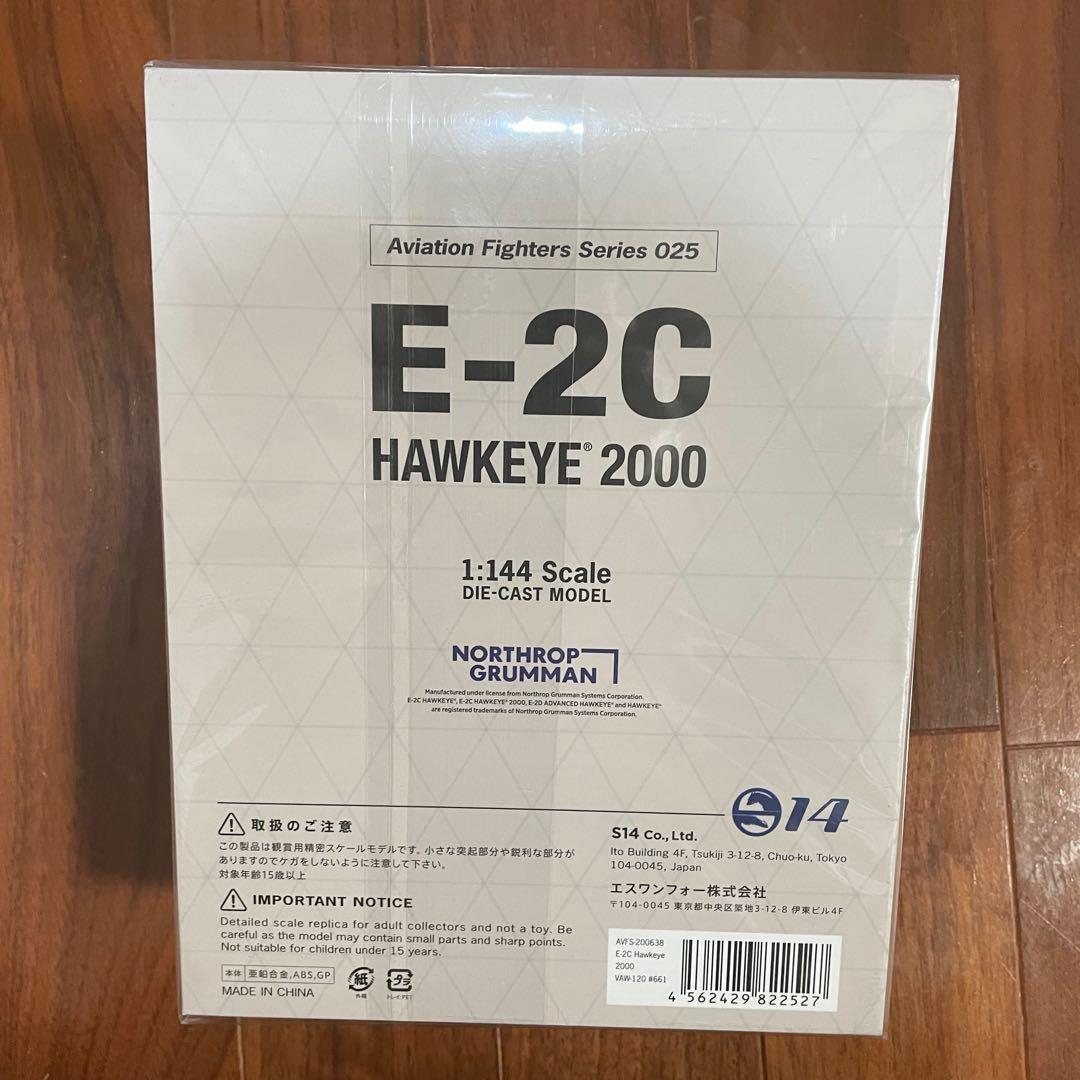 Aviation Fighters Series 025
E-2C
HAWKEYE® 2000
1:144 Scale
DIE-CAST MODEL
NORTHROP
GRUMMAN
Manufactured under license from Northrop Grumman Systems Corporation.
E-2C HAWKEYE®, E-2C HAWKEYE® 2000, E-2D ADVANCED HAWKEYE® and HAWKEYE®
are registered trademarks of Northrop Grumman Systems Corporation.
取扱のご注意
この製品は観賞用精密スケールモデルです。小さな突起部分や鋭利な部分が
ありますのでケガをしないように注意して下さい。
対象年齢15歳以上
IMPORTANT NOTICE
Detailed scale replica for adult collectors and not a toy. Be
careful as the model may contain small parts and sharp points.
Not suitable for children under 15 years.
本体 亜鉛合金,ABS,GP
MADE IN CHINA
紙
外箱
プラ
トレイ:PET
S14
S14 Co., Ltd.
Ito Building 4F, Tsukiji 3-12-8, Chuo-ku, Tokyo
104-0045, Japan
エスワンフォー株式会社
〒104-0045 東京都中央区築地3-12-8 伊東ビル4F
AVFS-200638
E-2C Hawkeye
2000
VAW-120 #661
4 562429 822527